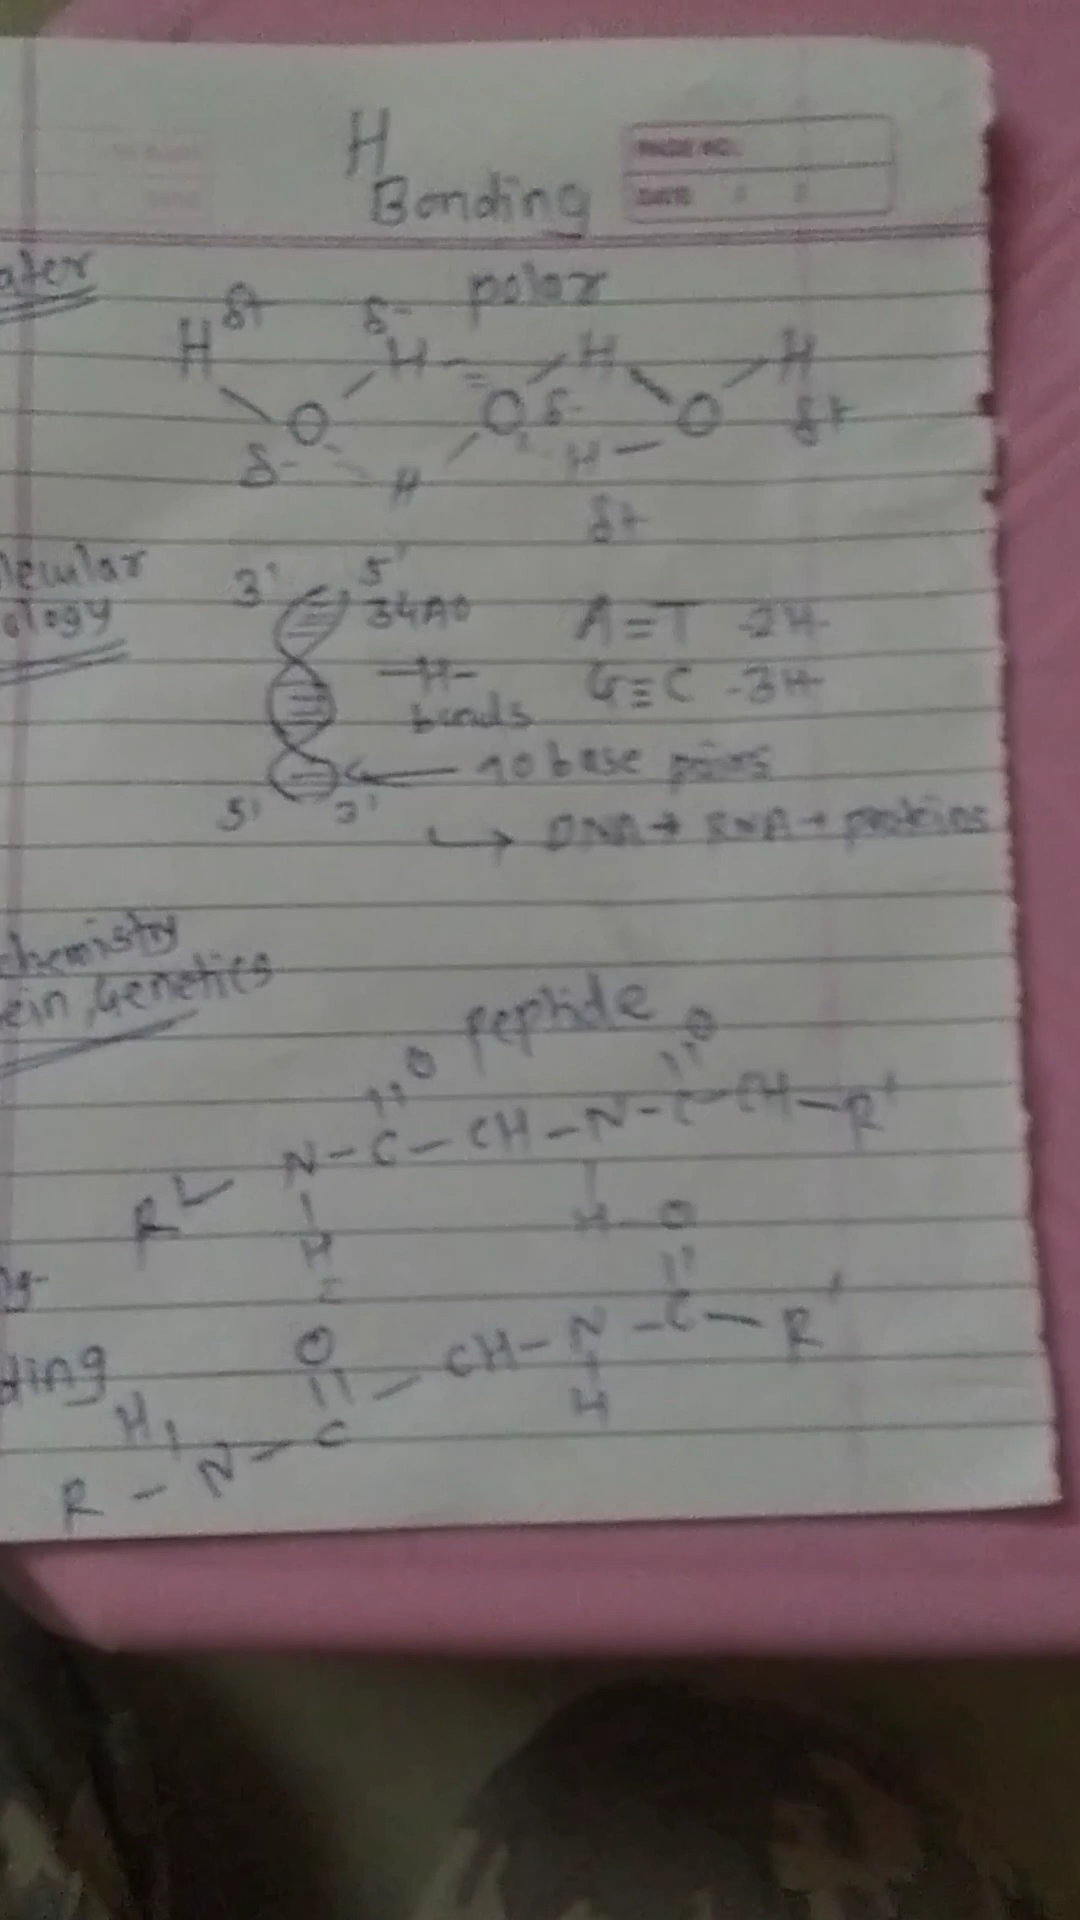 H
Bonding
PAGE NO.
DATE
ater
polar
H δ+ δ- H H H
O O δ- O δ+
δ- H H
δ+
lecular
ology
3' 5'
34A0
A=T -2H-
-H-
bonds
G≡C -3H-
10 base pairs
5' 3'
↳ DNA → RNA → proteins
chemistry
ein, Genetics
peptide
O O
R N-C-CH-N-C-CH-R'
H H O
ding
O CH-N-C-R'
H H
R-N-C